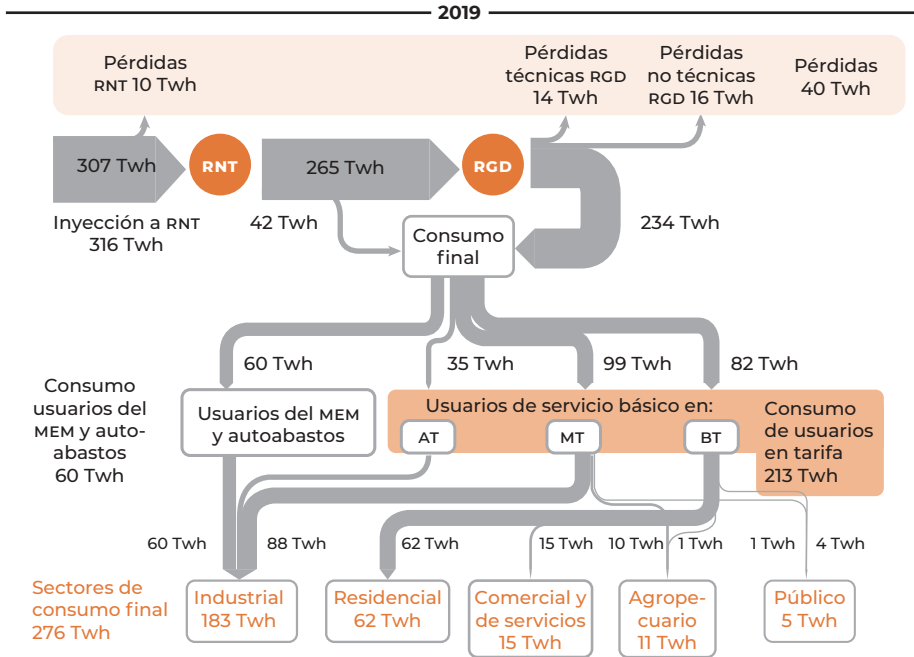 2019
Pérdidas
RNT 10 Twh
Pérdidas
técnicas RGD
14 Twh
Pérdidas
no técnicas
RGD 16 Twh
Pérdidas
40 Twh
307 Twh
RNT
265 Twh
RGD
Inyección a RNT
316 Twh
42 Twh
Consumo
final
234 Twh
60 Twh
35 Twh
99 Twh
82 Twh
Consumo
usuarios del
MEM y auto-
abastos
60 Twh
Usuarios del MEM
y autoabastos
Usuarios de servicio básico en:
AT
MT
BT
Consumo
de usuarios
en tarifa
213 Twh
60 Twh
88 Twh
62 Twh
15 Twh
10 Twh
1 Twh
1 Twh
4 Twh
Sectores de
consumo final
276 Twh
Industrial
183 Twh
Residencial
62 Twh
Comercial y
de servicios
15 Twh
Agrope-
cuario
11 Twh
Público
5 Twh